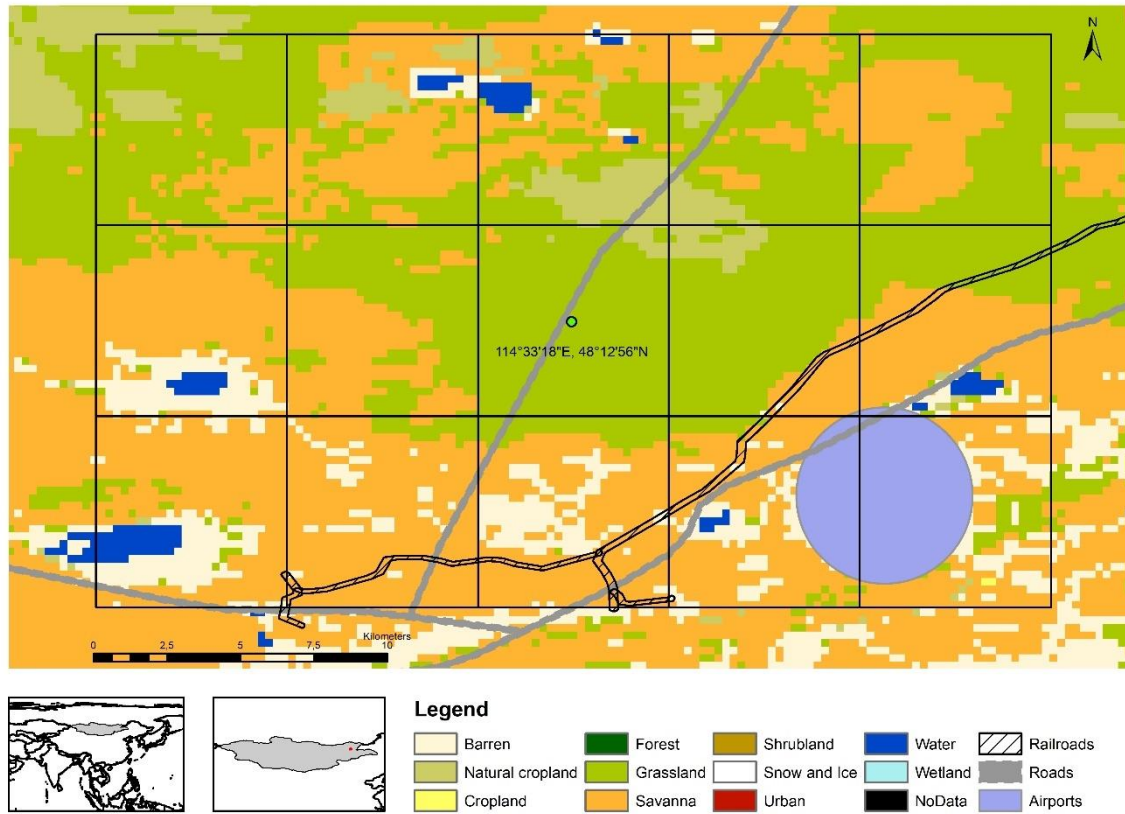 N
114°33'18"E, 48°12'56"N
Kilometers
0 2,5 5 7,5 10
Legend
Barren Forest Shrubland Water Railroads
Natural cropland Grassland Snow and Ice Wetland Roads
Cropland Savanna Urban NoData Airports